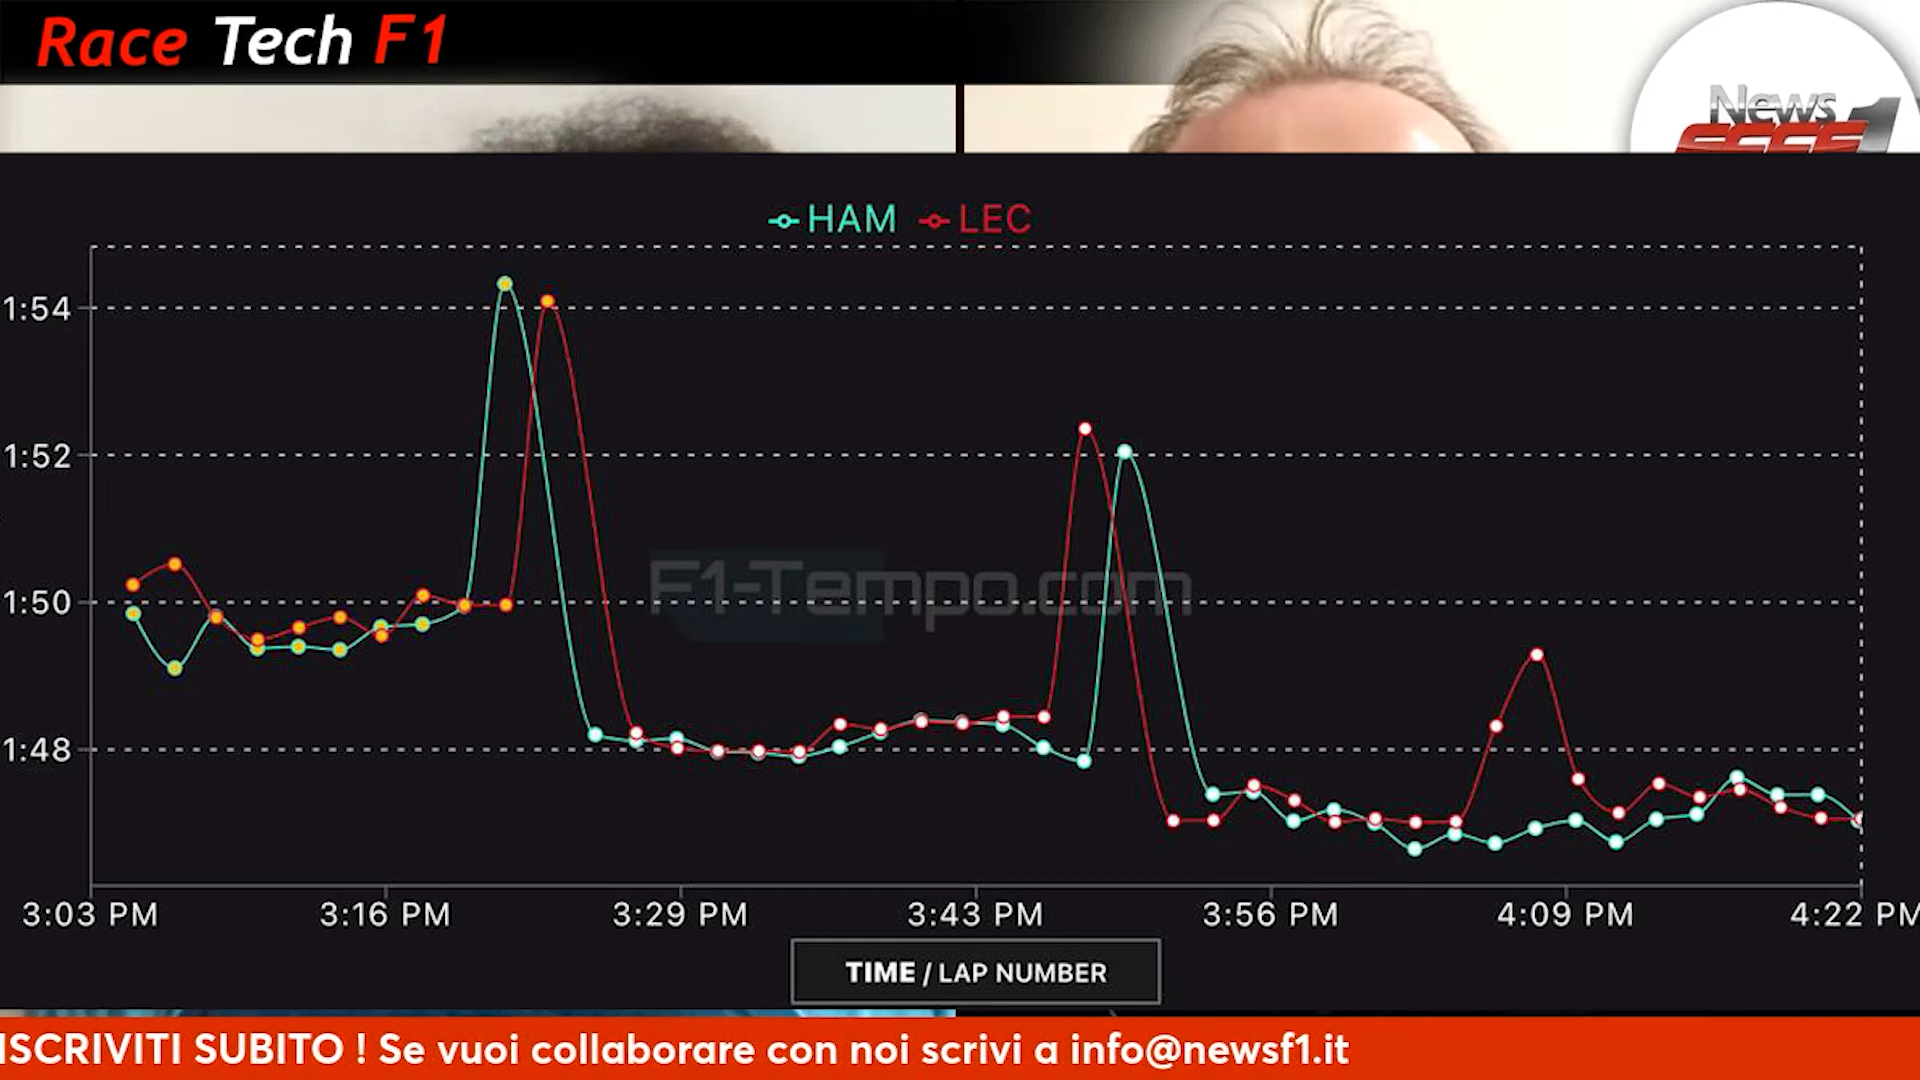 Race Tech F1
News
HAM LEC
1:54
1:52
F1-Tempo.com
1:50
1:48
3:03 PM 3:16 PM 3:29 PM 3:43 PM 3:56 PM 4:09 PM 4:22 PM
TIME / LAP NUMBER
ISCRIVITI SUBITO ! Se vuoi collaborare con noi scrivi a info@newsf1.it